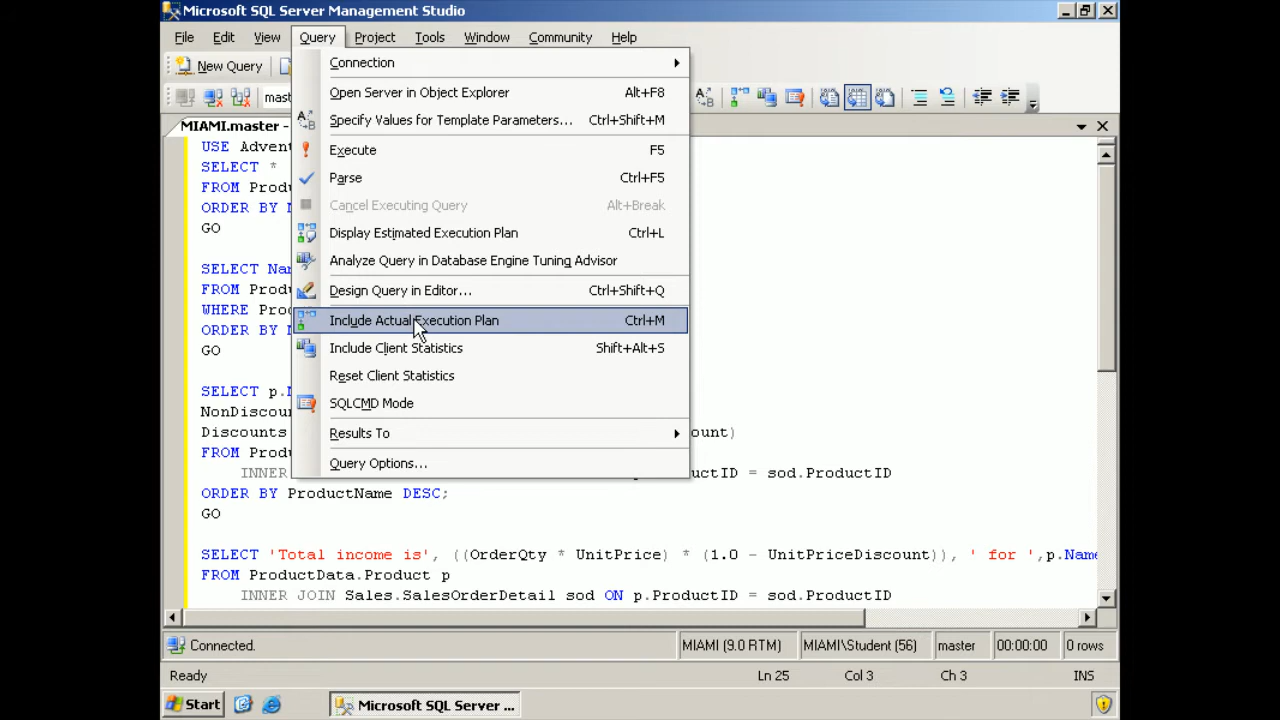 Microsoft SQL Server Management Studio
File Edit View Query Project Tools Window Community Help
New Query
Connection
Open Server in Object Explorer Alt+F8
Specify Values for Template Parameters... Ctrl+Shift+M
Execute F5
Parse Ctrl+F5
Cancel Executing Query Alt+Break
Display Estimated Execution Plan Ctrl+L
Analyze Query in Database Engine Tuning Advisor
Design Query in Editor... Ctrl+Shift+Q
Include Actual Execution Plan Ctrl+M
Include Client Statistics Shift+Alt+S
Reset Client Statistics
SQLCMD Mode
Results To
Query Options...
mast
MIAMI.master -
USE Advent
SELECT *
FROM Produ
ORDER BY N
GO
SELECT Nam
FROM Produ
WHERE Pro
ORDER BY N
GO
SELECT p.N
NonDiscoun
Discounts ount)
FROM Produ
INNER JO ductID = sod.ProductID
ORDER BY ProductName DESC;
GO
SELECT 'Total income is', ((OrderQty * UnitPrice) * (1.0 - UnitPriceDiscount)), ' for ',p.Name
FROM ProductData.Product p
INNER JOIN Sales.SalesOrderDetail sod ON p.ProductID = sod.ProductID
Connected. MIAMI (9.0 RTM) MIAMI\Student (56) master 00:00:00 0 rows
Ready Ln 25 Col 3 Ch 3 INS
Start Microsoft SQL Server ...